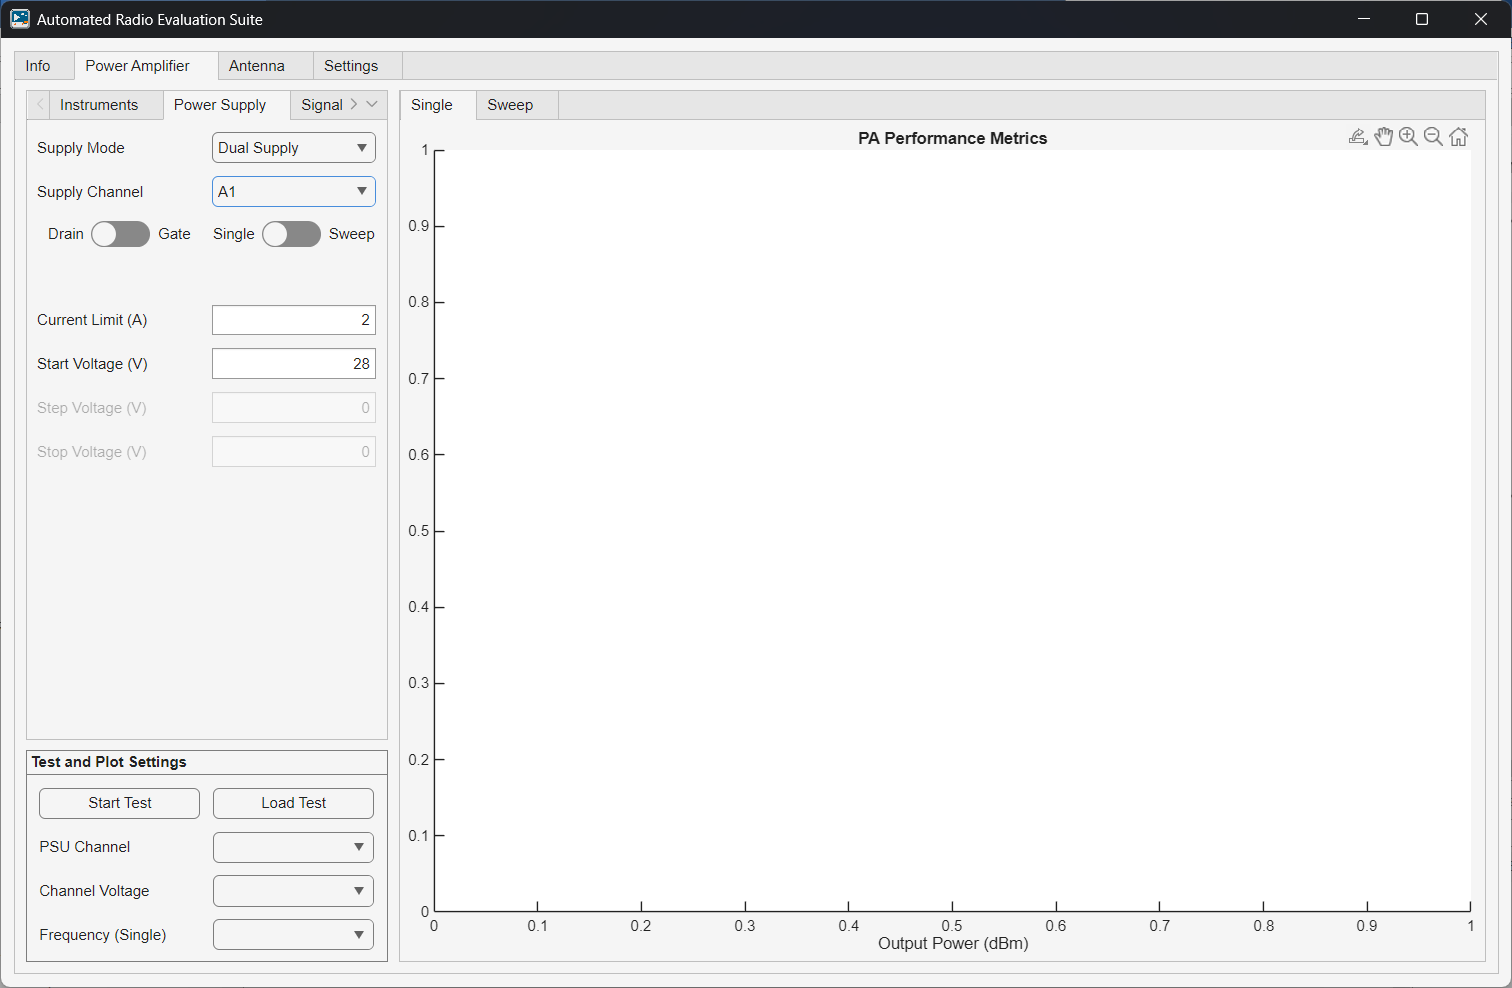 Automated Radio Evaluation Suite
Info Power Amplifier Antenna Settings
Instruments Power Supply Signal
Supply Mode Dual Supply
Supply Channel A1
Drain Gate Single Sweep
Current Limit (A) 2
Start Voltage (V) 28
Step Voltage (V) 0
Stop Voltage (V) 0
Test and Plot Settings
Start Test Load Test
PSU Channel
Channel Voltage
Frequency (Single)
Single Sweep
PA Performance Metrics
1
0.9
0.8
0.7
0.6
0.5
0.4
0.3
0.2
0.1
0
0 0.1 0.2 0.3 0.4 0.5 0.6 0.7 0.8 0.9 1
Output Power (dBm)